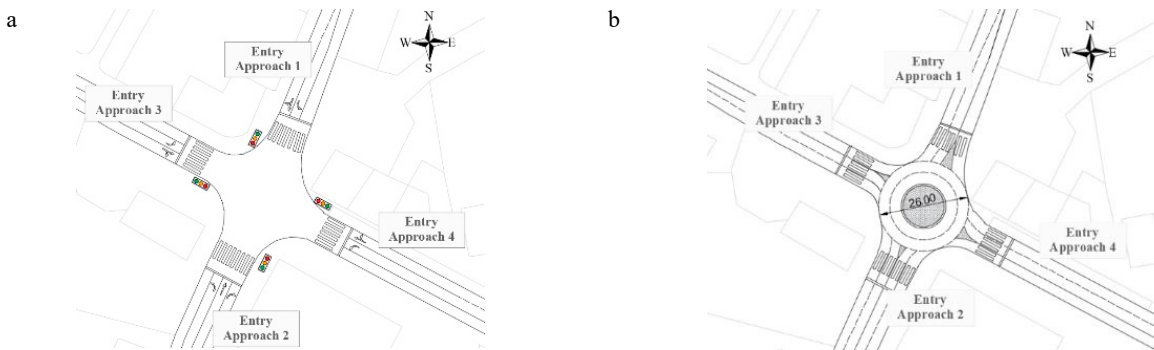 a
N
W E
S
Entry
Approach 1
Entry
Approach 3
Entry
Approach 4
Entry
Approach 2
b
N
W E
S
Entry
Approach 1
Entry
Approach 3
26.00
Entry
Approach 4
Entry
Approach 2